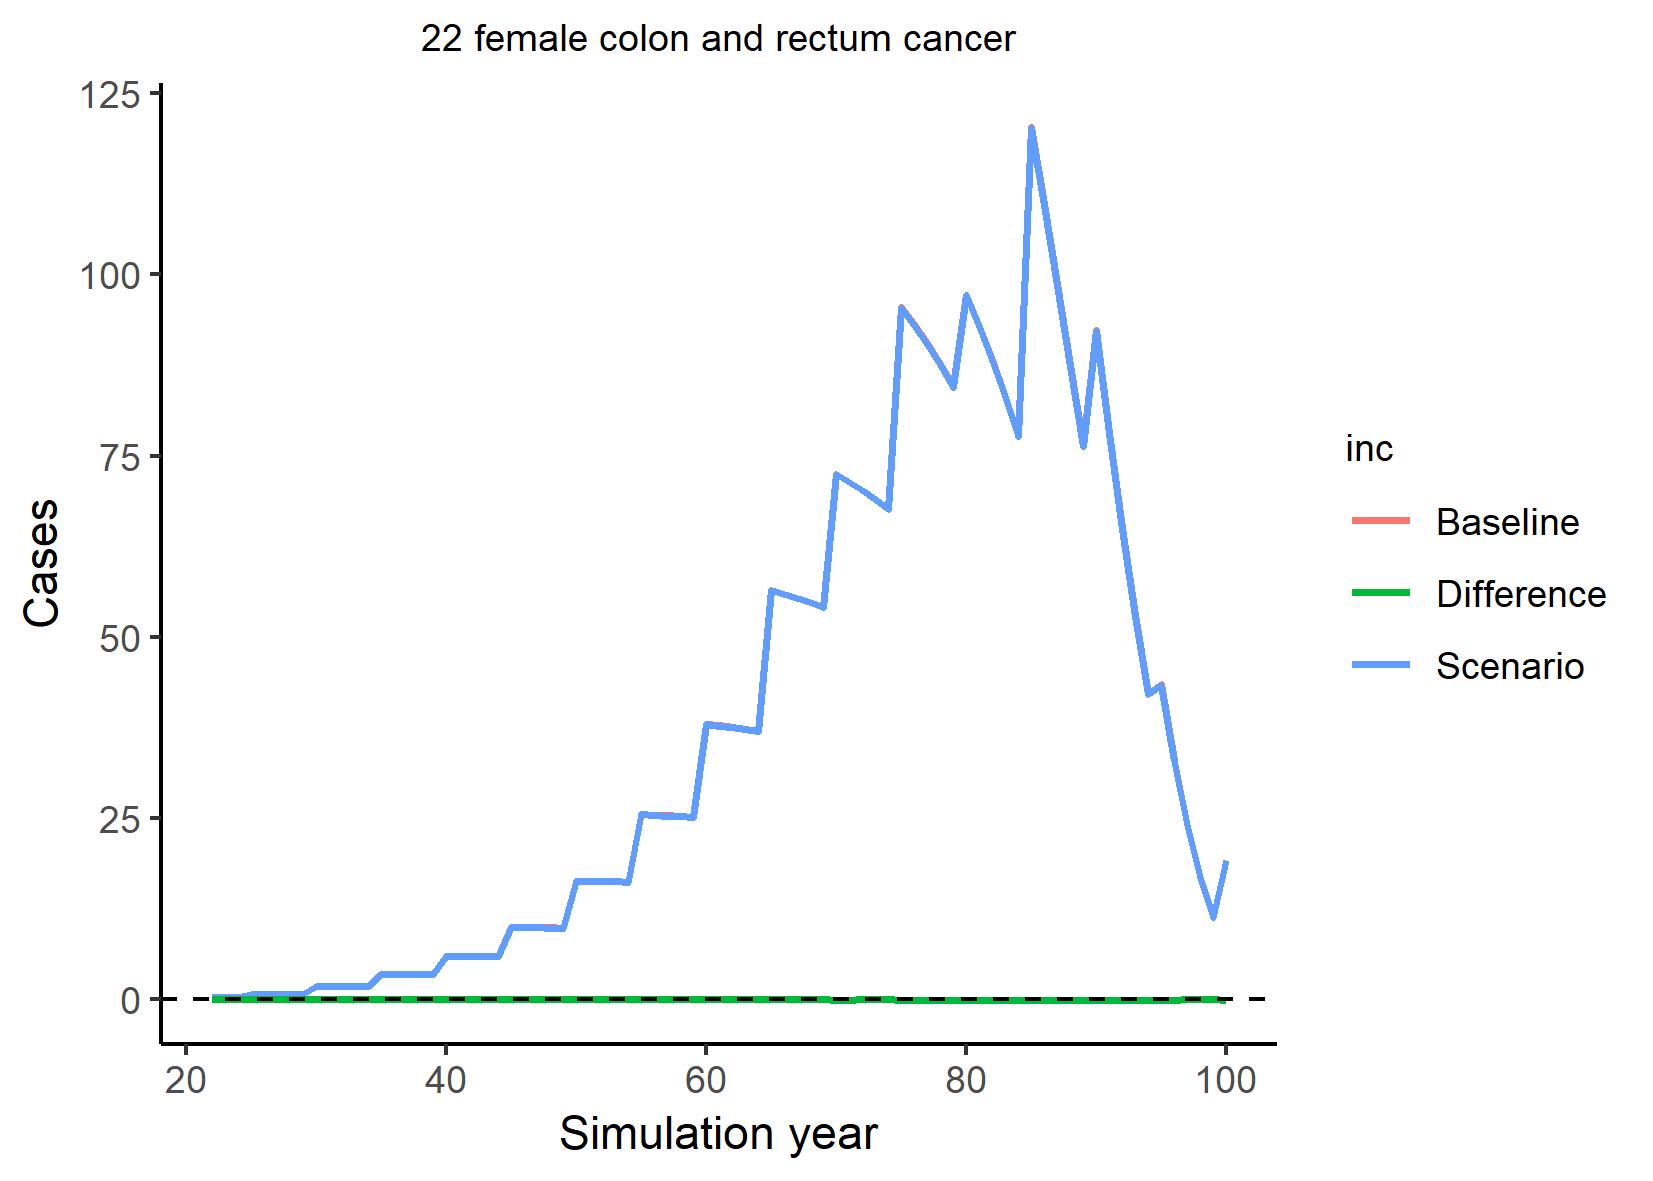 22 female colon and rectum cancer
125
100
75
50
25
0
Cases
20 40 60 80 100
Simulation year
inc
Baseline
Difference
Scenario